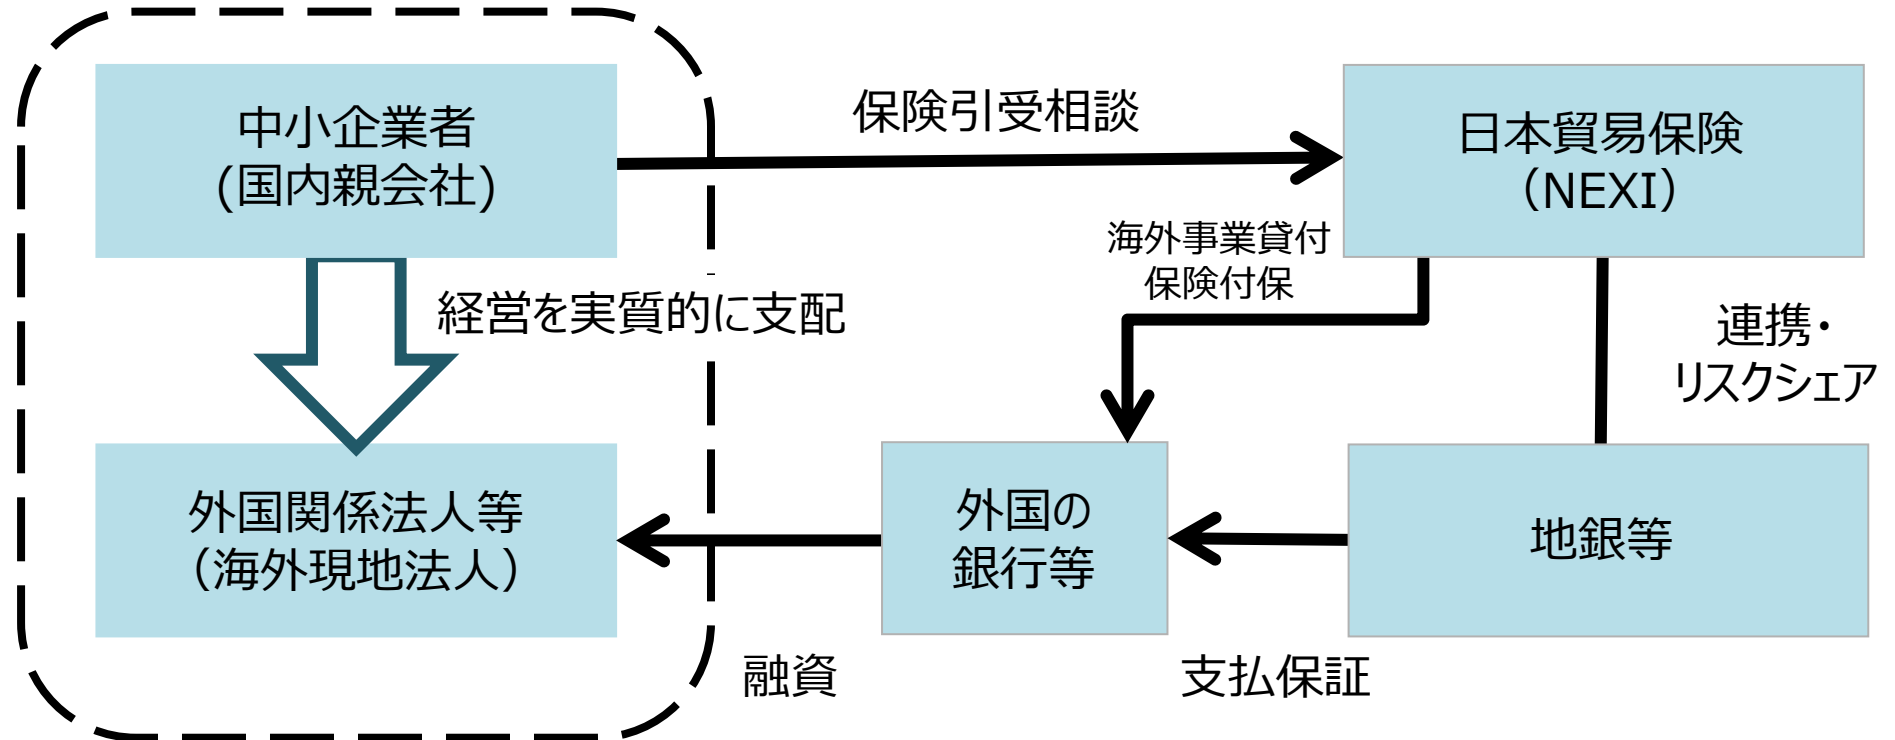 中小企業者
(国内親会社)
保険引受相談
日本貿易保険
（NEXI）
海外事業貸付
保険付保
経営を実質的に支配
連携・
リスクシェア
外国関係法人等
（海外現地法人）
外国の
銀行等
地銀等
融資
支払保証